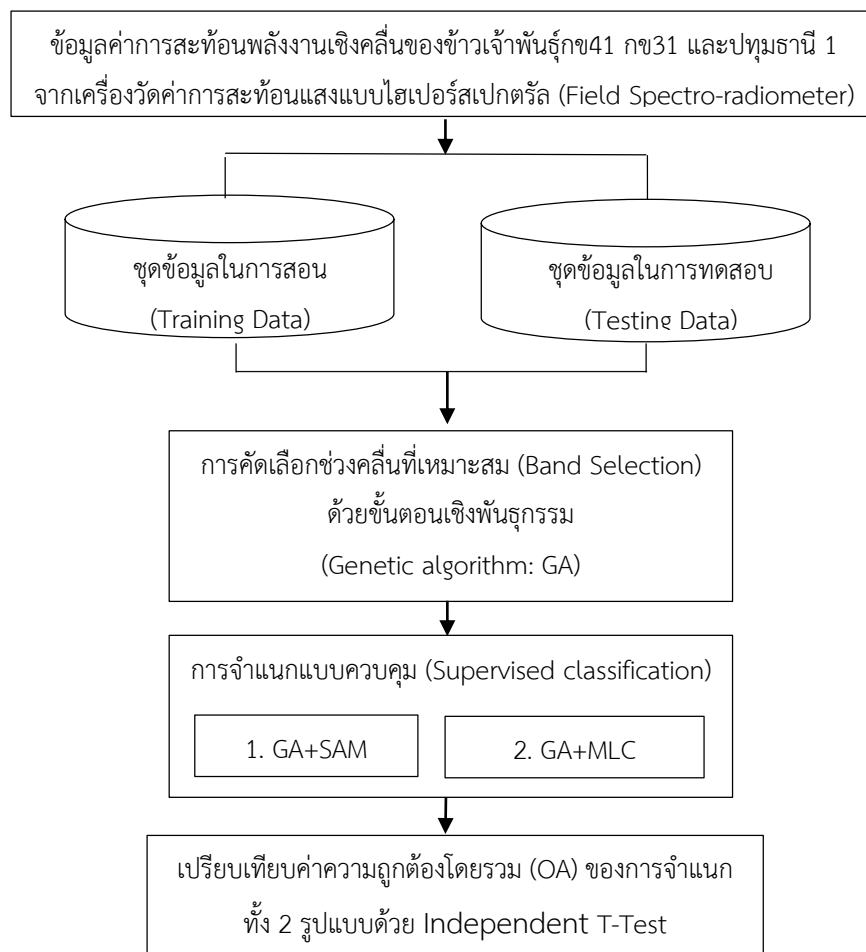 ข้อมูลค่าการสะท้อนพลังงานเชิงคลื่นของข้าวเจ้าพันธุ์กข41 กข31 และปทุมธานี 1
จากเครื่องวัดค่าการสะท้อนแสงแบบไฮเปอร์สเปกตรัล (Field Spectro-radiometer)
ชุดข้อมูลในการสอน
(Training Data)
ชุดข้อมูลในการทดสอบ
(Testing Data)
การคัดเลือกช่วงคลื่นที่เหมาะสม (Band Selection)
ด้วยขั้นตอนเชิงพันธุกรรม
(Genetic algorithm: GA)
การจำแนกแบบควบคุม (Supervised classification)
1. GA+SAM
2. GA+MLC
เปรียบเทียบค่าความถูกต้องโดยรวม (OA) ของการจำแนก
ทั้ง 2 รูปแบบด้วย Independent T-Test